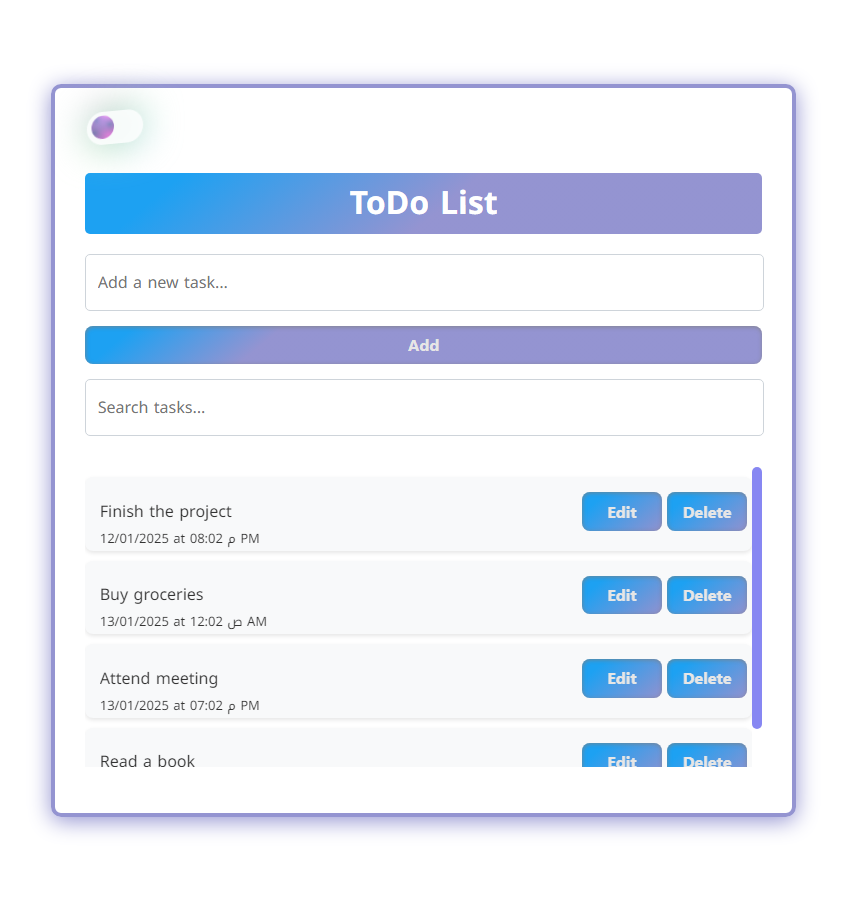 ToDo List
Add a new task...
Add
Search tasks...
Finish the project
Edit Delete
12/01/2025 at 08:02 م PM
Buy groceries
Edit Delete
13/01/2025 at 12:02 ص AM
Attend meeting
Edit Delete
13/01/2025 at 07:02 م PM
Read a book
Edit Delete